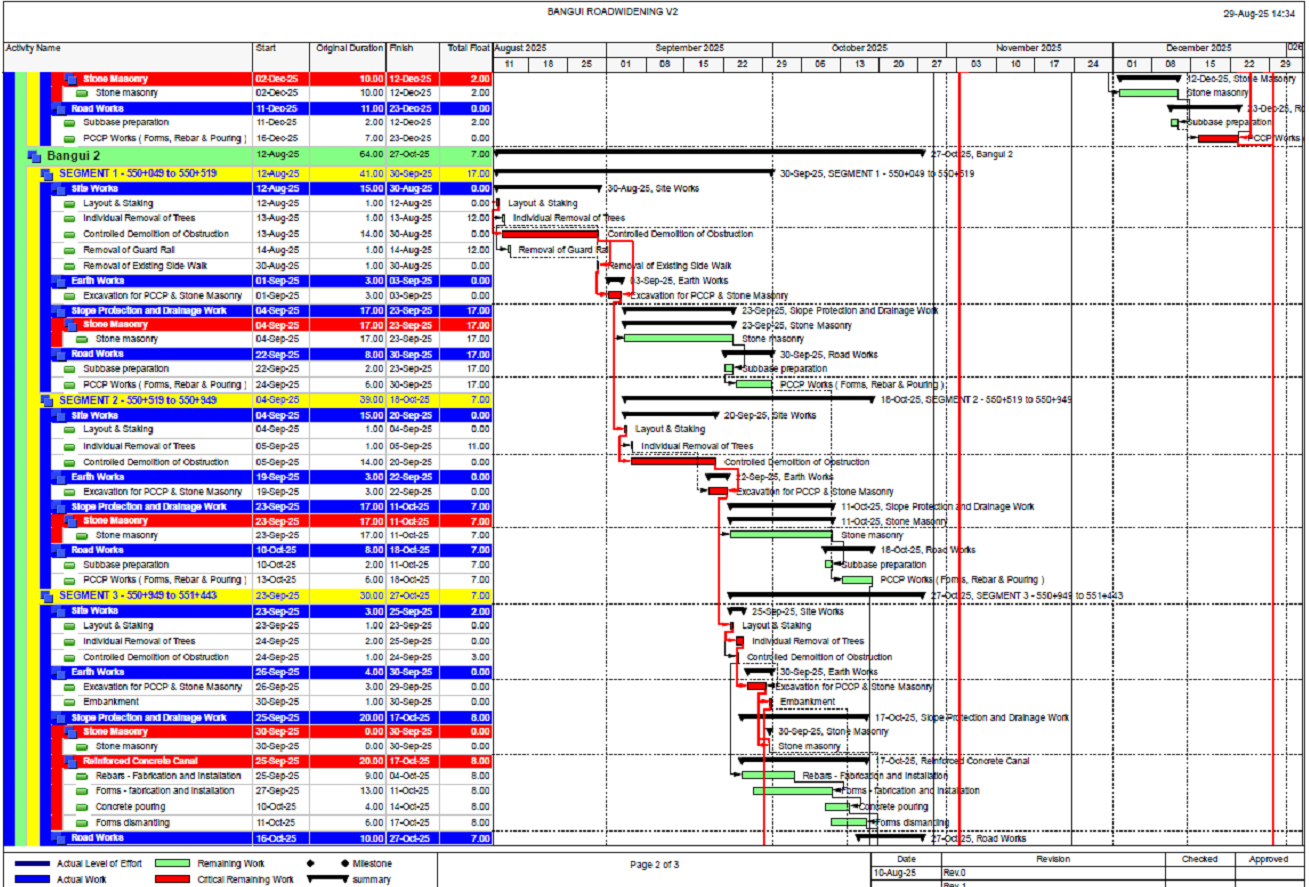 BANGUI ROADWIDENING V2
29-Aug-25 14:34
Activity Name Start Original Duration Finish Total Float August 2025 September 2025 October 2025 November 2025 December 2025 026
11 18 25 01 08 15 22 29 06 13 20 27 03 10 17 24 01 08 15 22 29
Stone Masonry 02-Dec-25 10.00 12-Dec-25 2.00 12-Dec-25, Stone Masonry
Stone masonry 02-Dec-25 10.00 12-Dec-25 2.00 Stone masonry
Road Works 11-Dec-25 11.00 23-Dec-25 0.00 23-Dec-25, Ro
Subbase preparation 11-Dec-25 2.00 12-Dec-25 0.00 Subbase preparation
PCCP Works ( Forms, Rebar & Pouring ) 16-Dec-25 7.00 23-Dec-25 0.00 PCCP Works
Bangui 2 12-Aug-25 64.00 27-Oct-25 7.00 27-Oct-25, Bangui 2
SEGMENT 1 - 550+049 to 550+519 12-Aug-25 41.00 30-Sep-25 17.00 30-Sep-25, SEGMENT 1 - 550+049 to 550+519
Site Works 12-Aug-25 15.00 30-Aug-25 0.00 30-Aug-25, Site Works
Layout & Staking 12-Aug-25 1.00 12-Aug-25 0.00 Layout & Staking
Individual Removal of Trees 13-Aug-25 1.00 13-Aug-25 12.00 Individual Removal of Trees
Controlled Demolition of Obstruction 13-Aug-25 14.00 30-Aug-25 0.00 Controlled Demolition of Obstruction
Removal of Guard Rail 14-Aug-25 1.00 14-Aug-25 12.00 Removal of Guard Rail
Removal of Existing Side Walk 30-Aug-25 1.00 30-Aug-25 0.00 Removal of Existing Side Walk
Earth Works 01-Sep-25 3.00 03-Sep-25 0.00 03-Sep-25, Earth Works
Excavation for PCCP & Stone Masonry 01-Sep-25 3.00 03-Sep-25 0.00 Excavation for PCCP & Stone Masonry
Slope Protection and Drainage Work 04-Sep-25 17.00 23-Sep-25 17.00 23-Sep-25, Slope Protection and Drainage Work
Stone Masonry 04-Sep-25 17.00 23-Sep-25 17.00 23-Sep-25, Stone Masonry
Stone masonry 04-Sep-25 17.00 23-Sep-25 17.00 Stone masonry
Road Works 22-Sep-25 8.00 30-Sep-25 17.00 30-Sep-25, Road Works
Subbase preparation 22-Sep-25 2.00 23-Sep-25 17.00 Subbase preparation
PCCP Works ( Forms, Rebar & Pouring ) 24-Sep-25 6.00 30-Sep-25 17.00 PCCP Works ( Forms, Rebar & Pouring )
SEGMENT 2 - 550+519 to 550+949 04-Sep-25 39.00 18-Oct-25 7.00 18-Oct-25, SEGMENT 2 - 550+519 to 550+949
Site Works 04-Sep-25 15.00 20-Sep-25 0.00 20-Sep-25, Site Works
Layout & Staking 04-Sep-25 1.00 04-Sep-25 0.00 Layout & Staking
Individual Removal of Trees 05-Sep-25 1.00 05-Sep-25 11.00 Individual Removal of Trees
Controlled Demolition of Obstruction 05-Sep-25 14.00 20-Sep-25 0.00 Controlled Demolition of Obstruction
Earth Works 19-Sep-25 3.00 22-Sep-25 0.00 22-Sep-25, Earth Works
Excavation for PCCP & Stone Masonry 19-Sep-25 3.00 22-Sep-25 0.00 Excavation for PCCP & Stone Masonry
Slope Protection and Drainage Work 23-Sep-25 17.00 11-Oct-25 7.00 11-Oct-25, Slope Protection and Drainage Work
Stone Masonry 23-Sep-25 17.00 11-Oct-25 7.00 11-Oct-25, Stone Masonry
Stone masonry 23-Sep-25 17.00 11-Oct-25 7.00 Stone masonry
Road Works 10-Oct-25 8.00 18-Oct-25 7.00 18-Oct-25, Road Works
Subbase preparation 10-Oct-25 2.00 11-Oct-25 7.00 Subbase preparation
PCCP Works ( Forms, Rebar & Pouring ) 13-Oct-25 6.00 18-Oct-25 7.00 PCCP Works ( Forms, Rebar & Pouring )
SEGMENT 3 - 550+949 to 551+443 23-Sep-25 30.00 27-Oct-25 7.00 27-Oct-25, SEGMENT 3 - 550+949 to 551+443
Site Works 23-Sep-25 3.00 25-Sep-25 2.00 25-Sep-25, Site Works
Layout & Staking 23-Sep-25 1.00 23-Sep-25 0.00 Layout & Staking
Individual Removal of Trees 24-Sep-25 2.00 25-Sep-25 0.00 Individual Removal of Trees
Controlled Demolition of Obstruction 24-Sep-25 1.00 24-Sep-25 3.00 Controlled Demolition of Obstruction
Earth Works 26-Sep-25 4.00 30-Sep-25 0.00 30-Sep-25, Earth Works
Excavation for PCCP & Stone Masonry 26-Sep-25 3.00 29-Sep-25 0.00 Excavation for PCCP & Stone Masonry
Embankment 30-Sep-25 1.00 30-Sep-25 0.00 Embankment
Slope Protection and Drainage Work 25-Sep-25 20.00 17-Oct-25 8.00 17-Oct-25, Slope Protection and Drainage Work
Stone Masonry 30-Sep-25 0.00 30-Sep-25 0.00 30-Sep-25, Stone Masonry
Stone masonry 30-Sep-25 0.00 30-Sep-25 0.00 Stone masonry
Reinforced Concrete Canal 25-Sep-25 20.00 17-Oct-25 8.00 17-Oct-25, Reinforced Concrete Canal
Rebars - Fabrication and Installation 25-Sep-25 9.00 04-Oct-25 8.00 Rebars - Fabrication and Installation
Forms - fabrication and Installation 27-Sep-25 13.00 11-Oct-25 8.00 Forms - fabrication and Installation
Concrete pouring 10-Oct-25 4.00 14-Oct-25 8.00 Concrete pouring
Forms dismantling 11-Oct-25 6.00 17-Oct-25 8.00 Forms dismantling
Road Works 16-Oct-25 10.00 27-Oct-25 7.00 27-Oct-25, Road Works
Actual Level of Effort Remaining Work Milestone
Actual Work Critical Remaining Work summary
Page 2 of 3
Date Revision Checked Approved
10-Aug-25 Rev.0
Rev.1